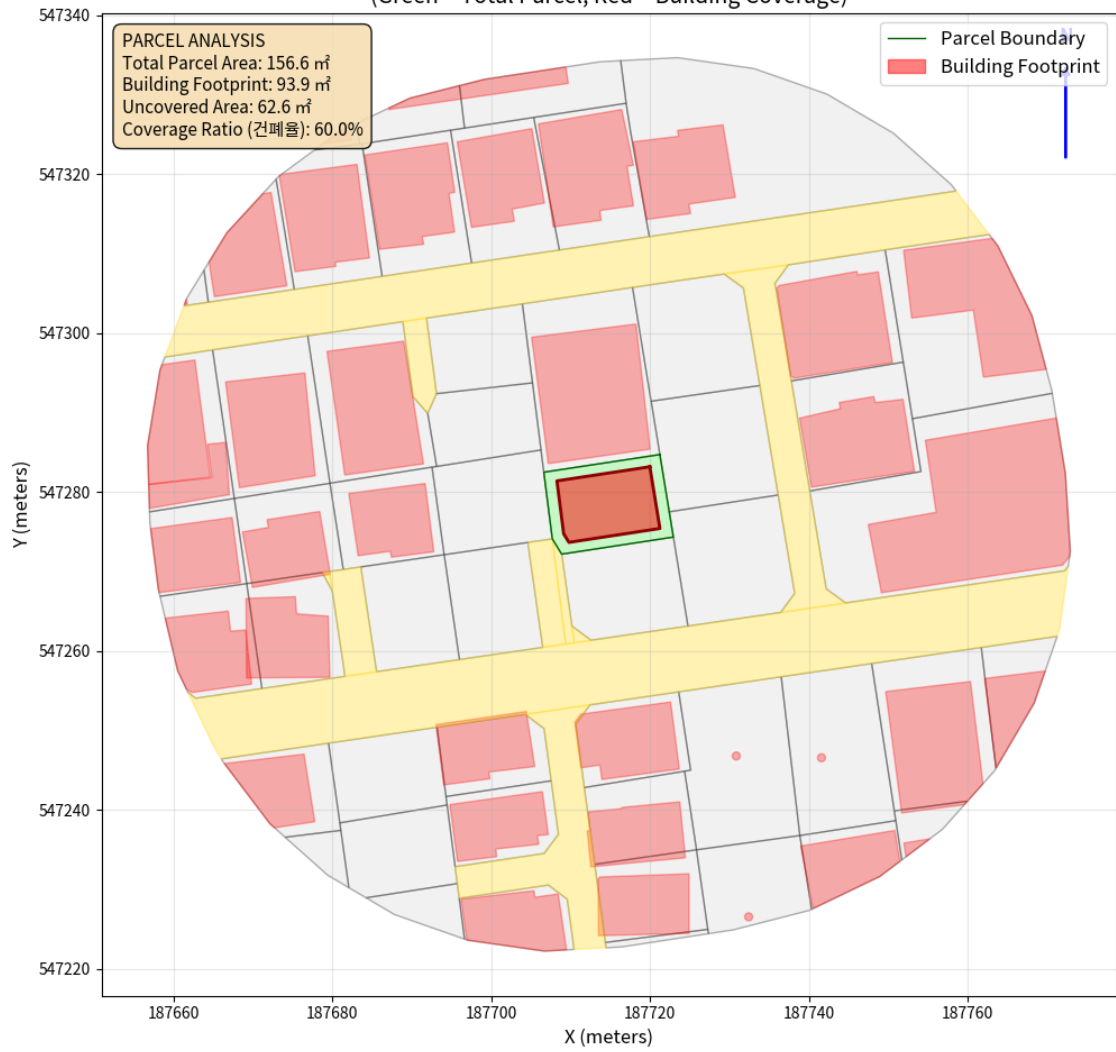 (Green = Total Parcel, Red = Building Coverage)
547340
PARCEL ANALYSIS
Total Parcel Area: 156.6 ㎡
Building Footprint: 93.9 ㎡
Uncovered Area: 62.6 ㎡
Coverage Ratio (건폐율): 60.0%
Parcel Boundary
Building Footprint
N
547320
547300
547280
547260
547240
547220
Y (meters)
187660
187680
187700
187720
187740
187760
X (meters)